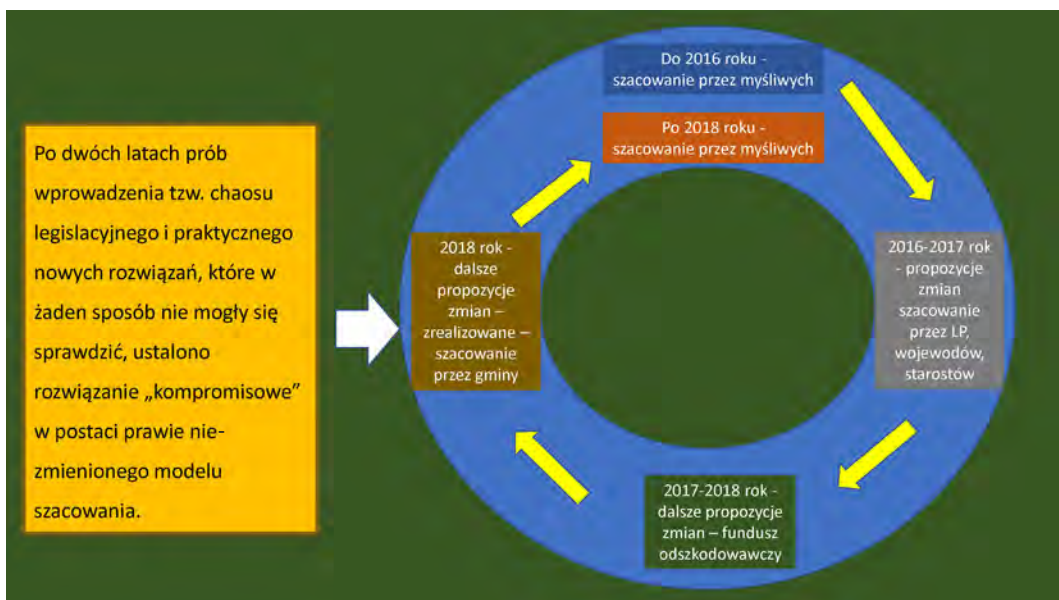 Po dwóch latach prób
wprowadzenia tzw. chaosu
legislacyjnego i praktycznego
nowych rozwiązań, które w
żaden sposób nie mogły się
sprawdzić, ustalono
rozwiązanie „kompromisowe”
w postaci prawie nie-
zmienionego modelu
szacowania.
Do 2016 roku -
szacowanie przez myśliwych
Po 2018 roku -
szacowanie przez myśliwych
2016-2017 rok
- propozycje
zmian
szacowanie
przez LP,
wojewodów,
starostów
2017-2018 rok -
dalsze propozycje
zmian – fundusz
odszkodowawczy
2018 rok -
dalsze
propozycje
zmian –
zrealizowane –
szacowanie
przez gminy